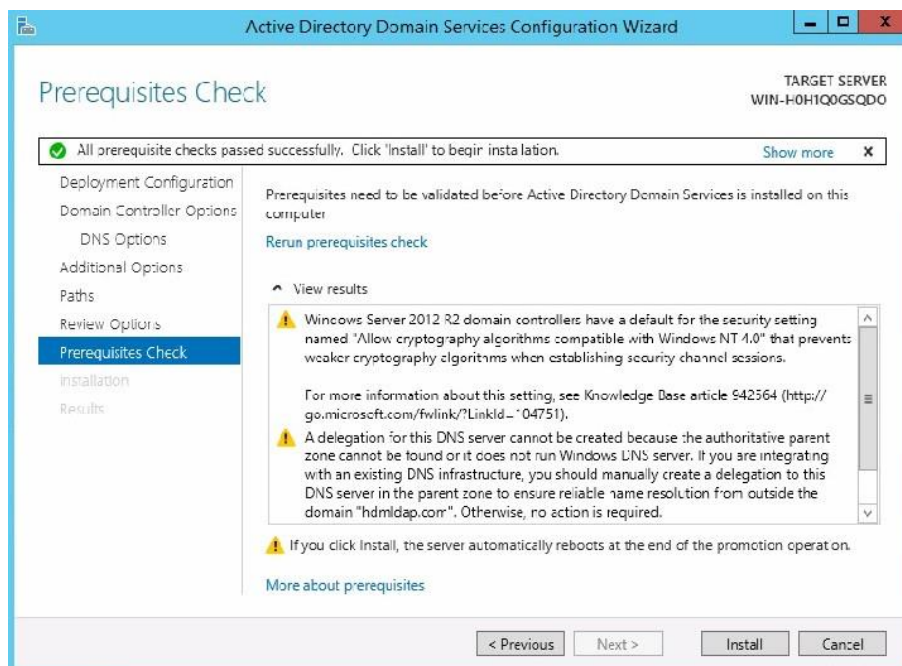 Active Directory Domain Services Configuration Wizard
Prerequisites Check
TARGET SERVER
WIN-H0H1Q0GSQDO
All prerequisite checks passed successfully. Click 'Install' to begin installation.
Show more
Deployment Configuration
Domain Controller Options
DNS Options
Additional Options
Paths
Review Options
Prerequisites Check
Installation
Results
Prerequisites need to be validated before Active Directory Domain Services is installed on this
computer
Rerun prerequisites check
View results
Windows Server 2012 R2 domain controllers have a default for the security setting
named "Allow cryptography algorithms compatible with Windows NT 4.0" that prevents
weaker cryptography algorithms when establishing security channel sessions.
For more information about this setting, see Knowledge Base article 942564 (http://
go.microsoft.com/fwlink/?LinkId=104751).
A delegation for this DNS server cannot be created because the authoritative parent
zone cannot be found or it does not run Windows DNS server. If you are integrating
with an existing DNS infrastructure, you should manually create a delegation to this
DNS server in the parent zone to ensure reliable name resolution from outside the
domain "hdmldap.com". Otherwise, no action is required.
If you click Install, the server automatically reboots at the end of the promotion operation.
More about prerequisites
< Previous
Next >
Install
Cancel